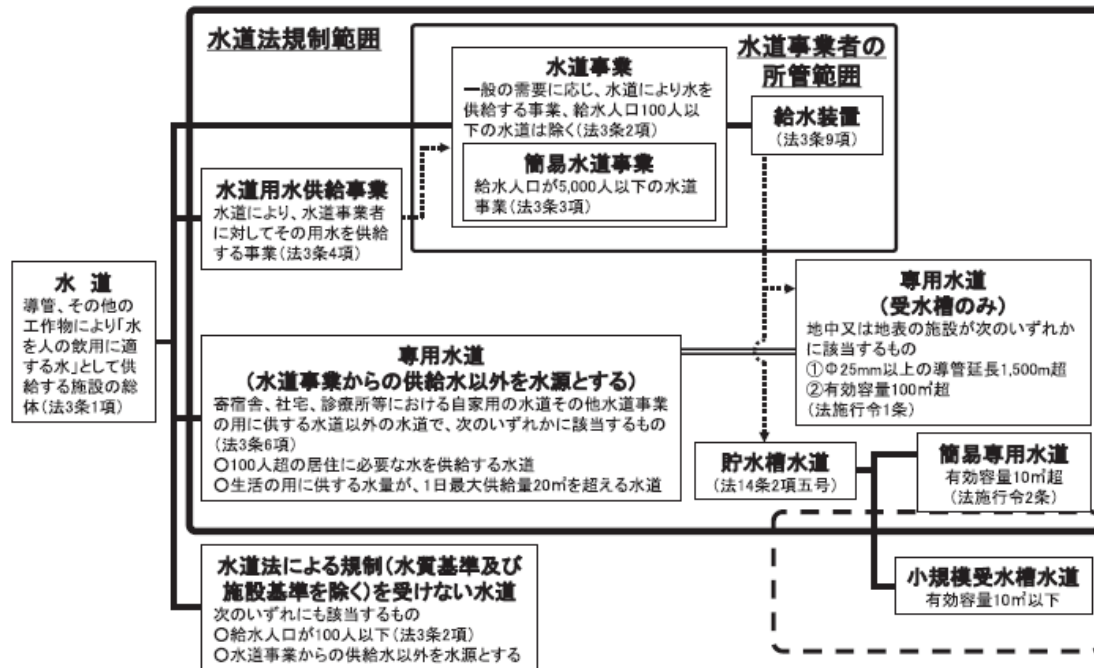 水道法規制範囲
水道事業者の
所管範囲
水道事業
一般の需要に応じ、水道により水を
供給する事業、給水人口100人以
下の水道は除く(法3条2項)
簡易水道事業
給水人口が5,000人以下の水道
事業(法3条3項)
給水装置
(法3条9項)
水道用水供給事業
水道により、水道事業者
に対してその用水を供給
する事業(法3条4項)
水 道
導管、その他の
工作物により「水
を人の飲用に適
する水」として供
給する施設の総
体(法3条1項)
専用水道
(水道事業からの供給水以外を水源とする)
寄宿舎、社宅、診療所等における自家用の水道その他水道事業
の用に供する水道以外の水道で、次のいずれかに該当するもの
(法3条6項)
○100人超の居住に必要な水を供給する水道
○生活の用に供する水量が、1日最大供給量20㎥を超える水道
専用水道
(受水槽のみ)
地中又は地表の施設が次のいずれか
に該当するもの
①Φ25mm以上の導管延長1,500m超
②有効容量100㎥超
(法施行令1条)
貯水槽水道
(法14条2項五号)
簡易専用水道
有効容量10㎥超
(法施行令2条)
小規模受水槽水道
有効容量10㎥以下
水道法による規制(水質基準及び
施設基準を除く)を受けない水道
次のいずれにも該当するもの
○給水人口が100人以下(法3条2項)
○水道事業からの供給水以外を水源とする